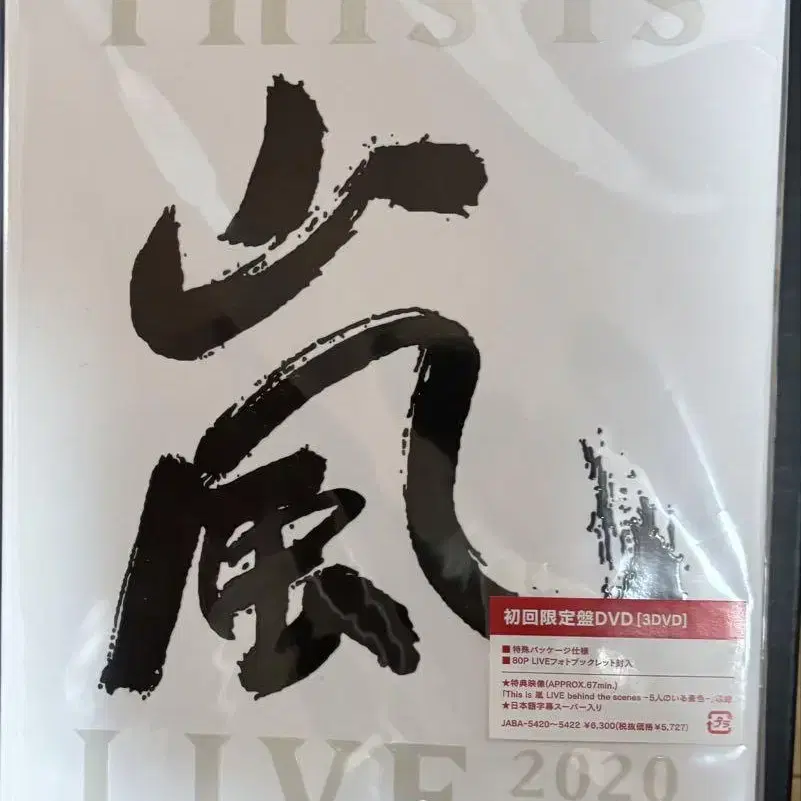 THIS IS
嵐
初回限定盤DVD [3DVD]
■特殊パッケージ仕様
■80P LIVEフォトブックレット封入
★特典映像(APPROX.67min.)
「This is 嵐 LIVE behind the scenes -5人のいる景色-」収録
★日本語字幕スーパー入り
JABA-5420〜5422 ¥6,300(税抜価格¥5,727)
プラ
LIVE 2020